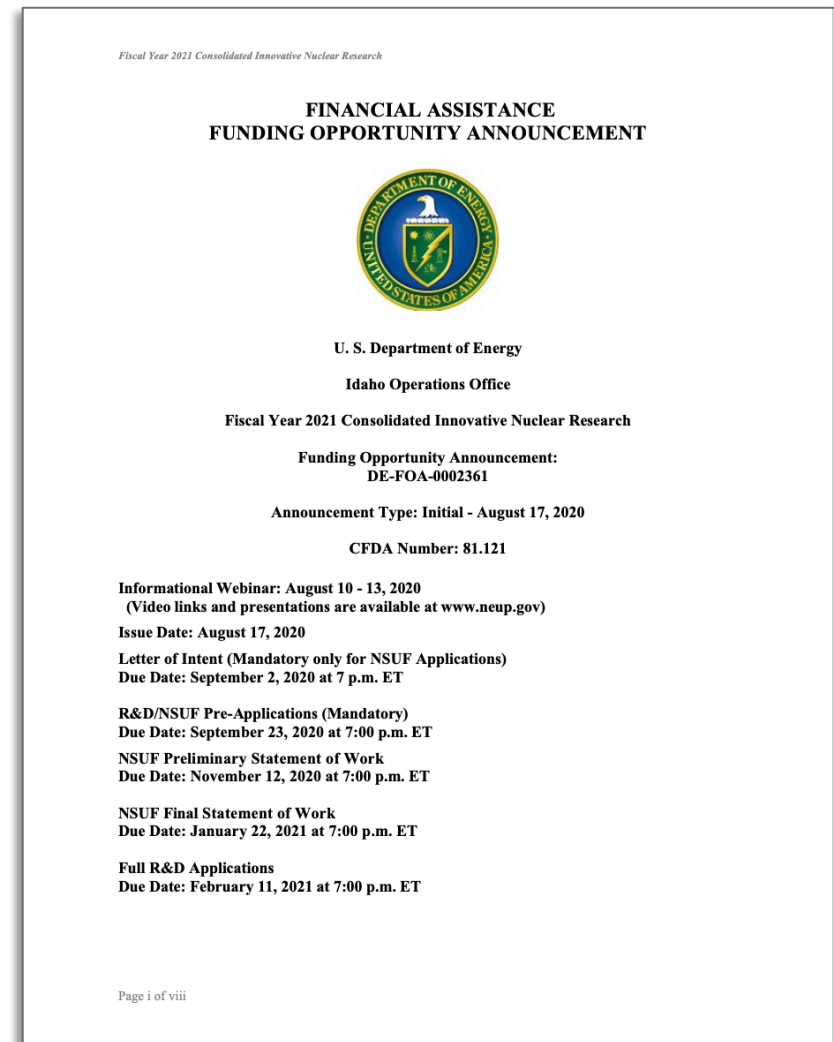 Fiscal Year 2021 Consolidated Innovative Nuclear Research
FINANCIAL ASSISTANCE
FUNDING OPPORTUNITY ANNOUNCEMENT
DEPARTMENT OF ENERGY
UNITED STATES OF AMERICA
U. S. Department of Energy
Idaho Operations Office
Fiscal Year 2021 Consolidated Innovative Nuclear Research
Funding Opportunity Announcement:
DE-FOA-0002361
Announcement Type: Initial - August 17, 2020
CFDA Number: 81.121
Informational Webinar: August 10 - 13, 2020
(Video links and presentations are available at www.neup.gov)
Issue Date: August 17, 2020
Letter of Intent (Mandatory only for NSUF Applications)
Due Date: September 2, 2020 at 7 p.m. ET
R&D/NSUF Pre-Applications (Mandatory)
Due Date: September 23, 2020 at 7:00 p.m. ET
NSUF Preliminary Statement of Work
Due Date: November 12, 2020 at 7:00 p.m. ET
NSUF Final Statement of Work
Due Date: January 22, 2021 at 7:00 p.m. ET
Full R&D Applications
Due Date: February 11, 2021 at 7:00 p.m. ET
Page i of viii